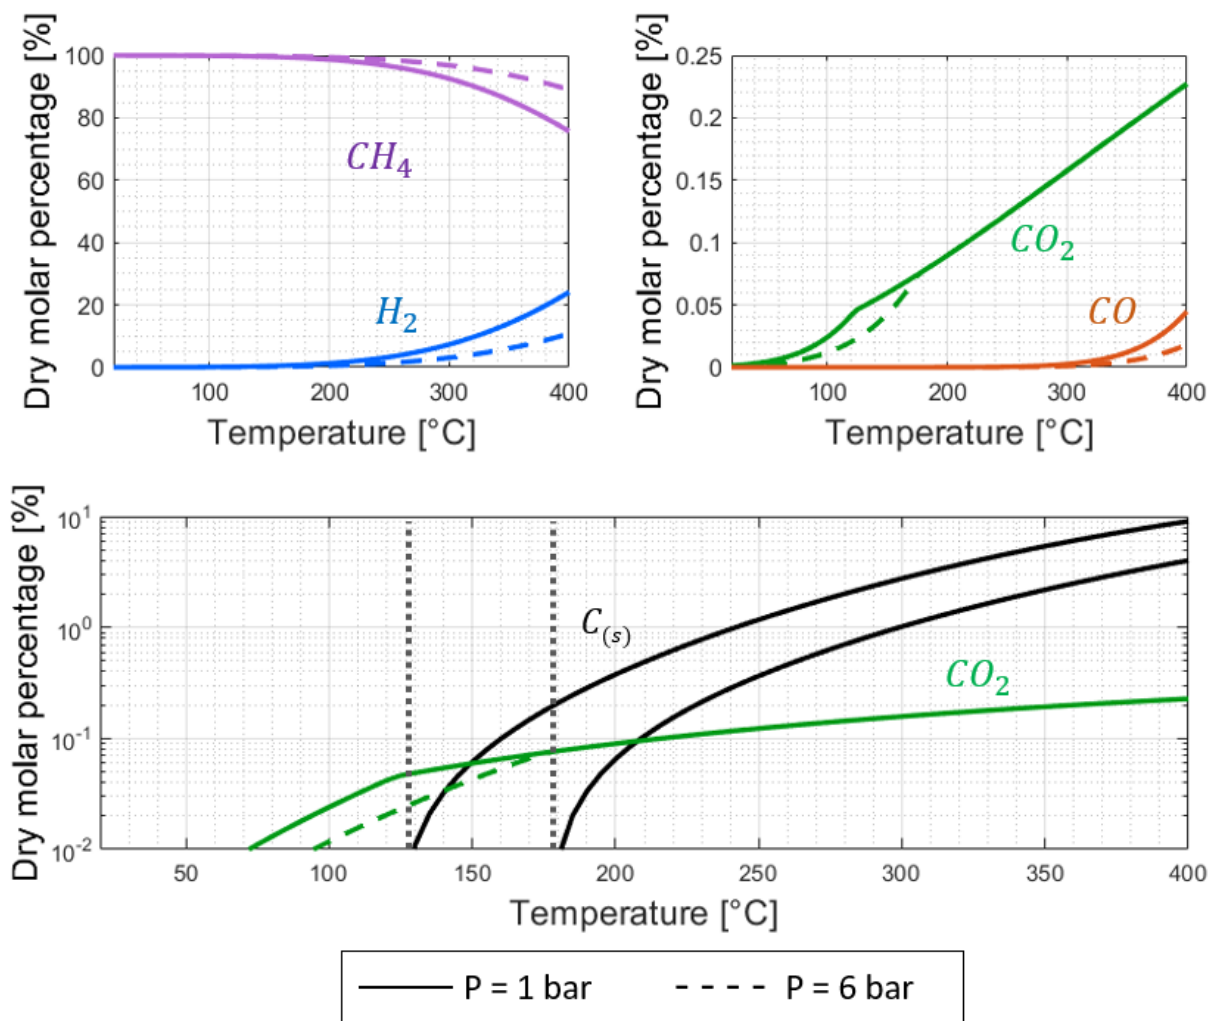 Dry molar percentage [%]
100
80
60
40
20
0
CH4
H2
100
200
300
400
Temperature [°C]
Dry molar percentage [%]
0.25
0.2
0.15
0.1
0.05
0
CO2
CO
100
200
300
400
Temperature [°C]
Dry molar percentage [%]
10^1
10^0
10^-1
10^-2
C(s)
CO2
50
100
150
200
250
300
350
400
Temperature [°C]
P = 1 bar
P = 6 bar